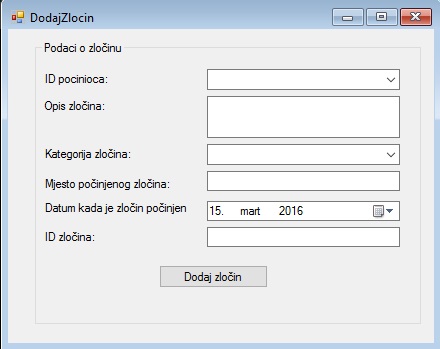 DodajZlocin
Podaci o zločinu
ID pocinioca:
Opis zločina:
Kategorija zločina:
Mjesto počinjenog zločina:
Datum kada je zločin počinjen
15. mart 2016
ID zločina:
Dodaj zločin